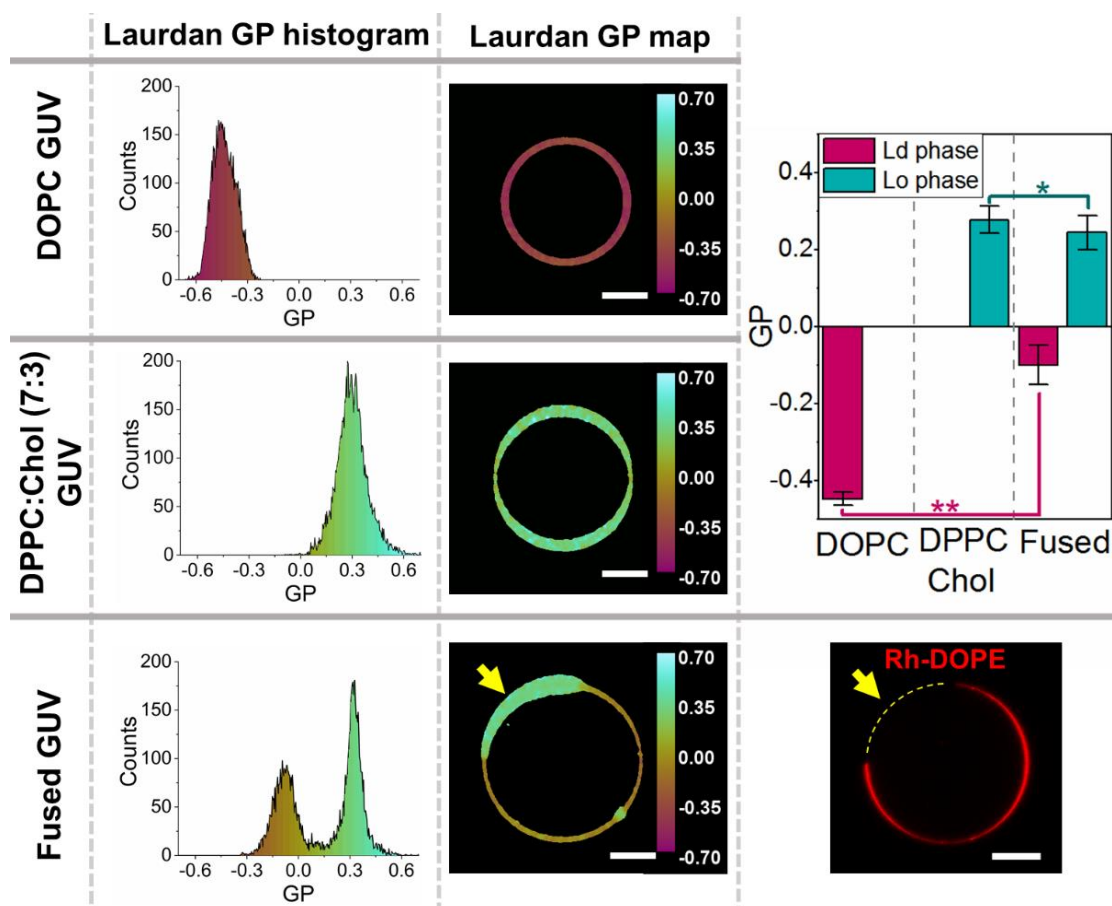 Laurdan GP histogram
Laurdan GP map
DOPC GUV
200
150
100
50
0
Counts
-0.6 -0.3 0.0 0.3 0.6
GP
0.70
0.35
0.00
-0.35
-0.70
DPPC:Chol (7:3)
GUV
200
150
100
50
0
Counts
-0.6 -0.3 0.0 0.3 0.6
GP
0.70
0.35
0.00
-0.35
-0.70
Ld phase
Lo phase
*
0.4
0.2
0.0
-0.2
-0.4
GP
**
DOPC DPPC Fused
Chol
Fused GUV
200
150
100
50
0
Counts
-0.6 -0.3 0.0 0.3 0.6
GP
0.70
0.35
0.00
-0.35
-0.70
Rh-DOPE